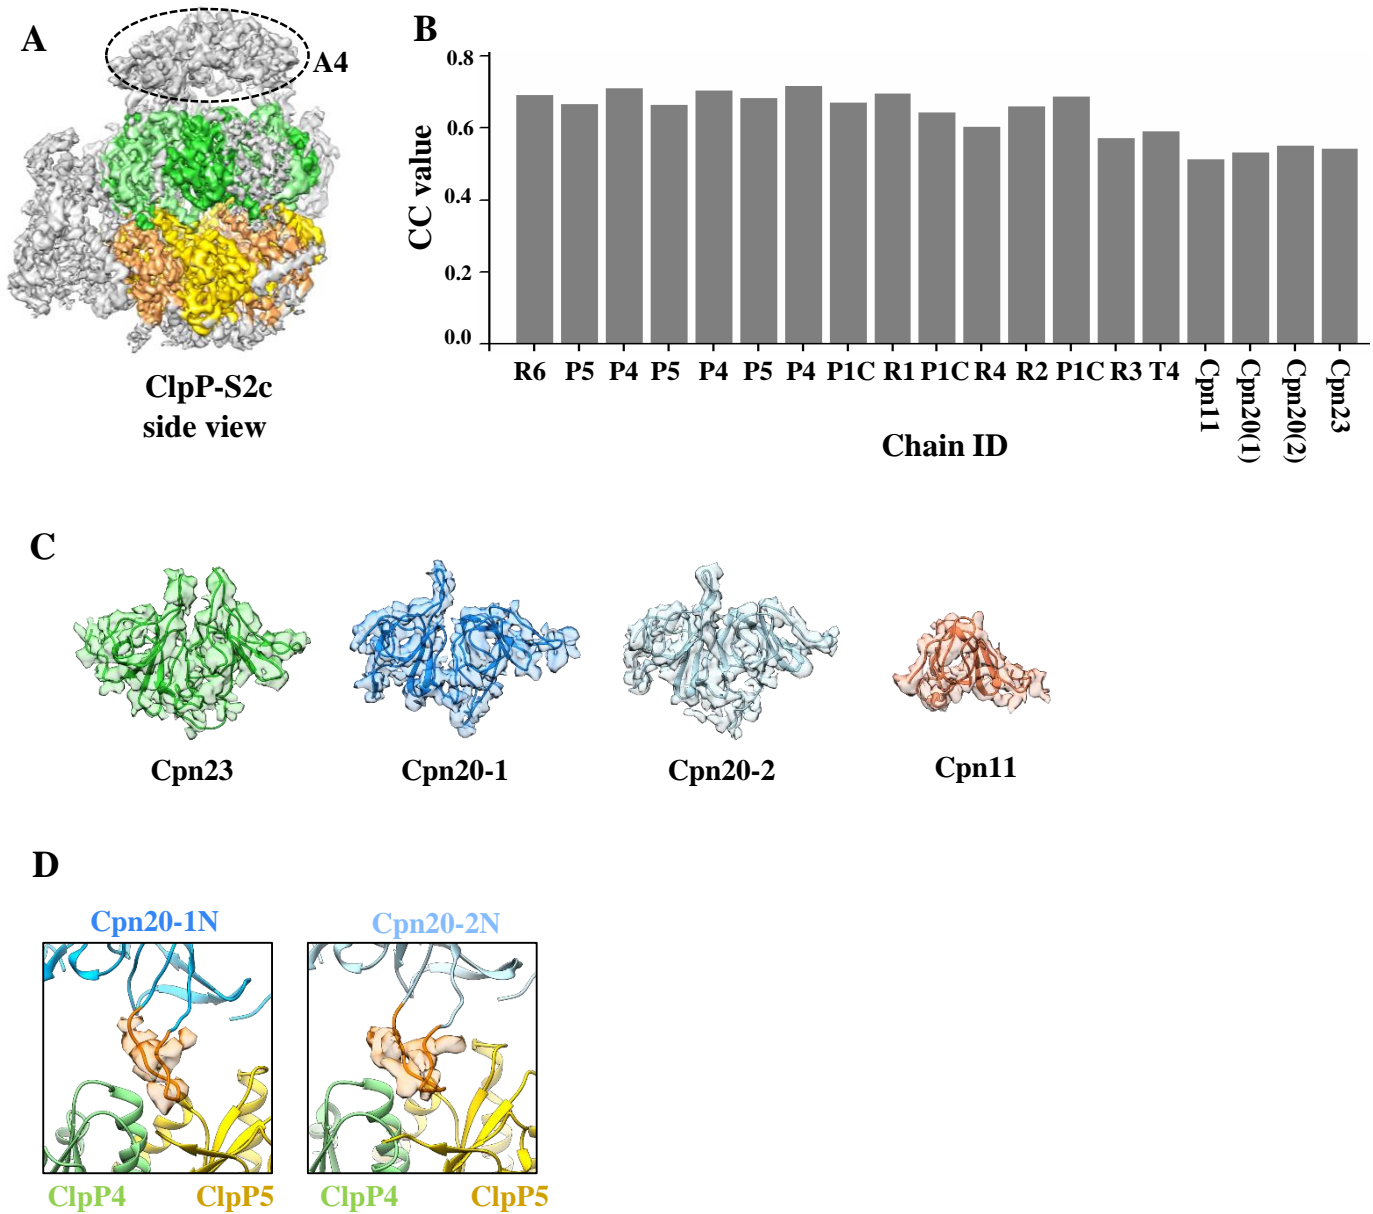 A
A4
ClpP-S2c
side view
B
CC value
0.8
0.6
0.4
0.2
0.0
R6 P5 P4 P5 P4 P5 P4 P1C R1 P1C R4 R2 P1C R3 T4 Cpn11 Cpn20(1) Cpn20(2) Cpn23
Chain ID
C
Cpn23 Cpn20-1 Cpn20-2 Cpn11
D
Cpn20-1N Cpn20-2N
ClpP4 ClpP5 ClpP4 ClpP5